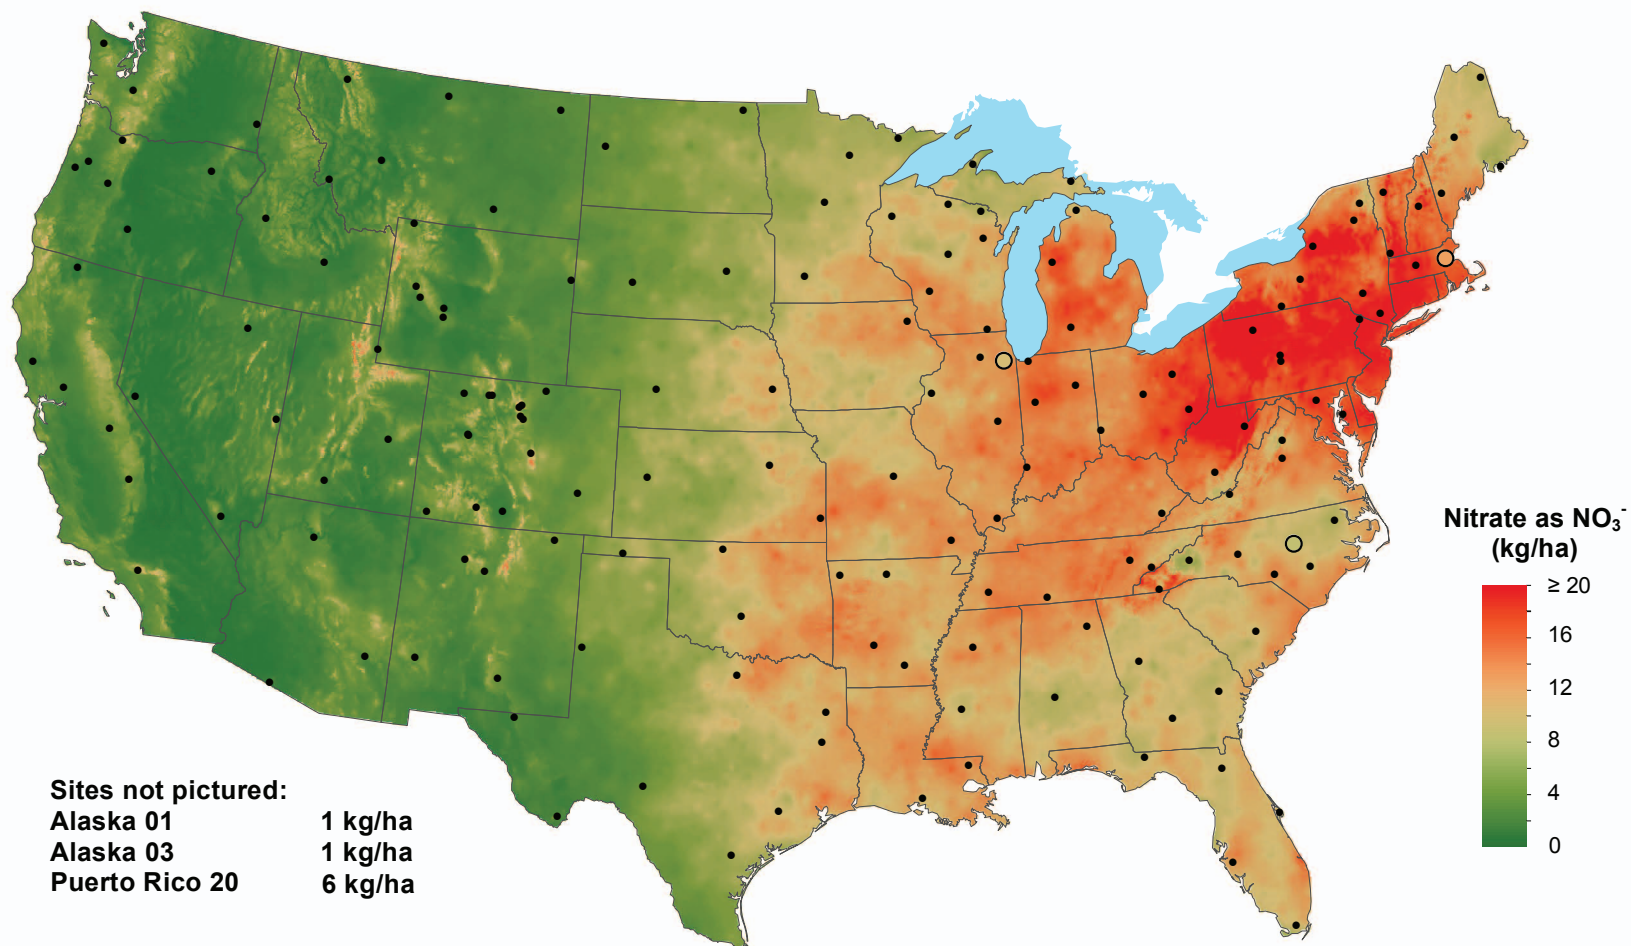 Nitrate as NO₃⁻
(kg/ha)
≥ 20
16
12
8
4
0
Sites not pictured:
Alaska 01 1 kg/ha
Alaska 03 1 kg/ha
Puerto Rico 20 6 kg/ha